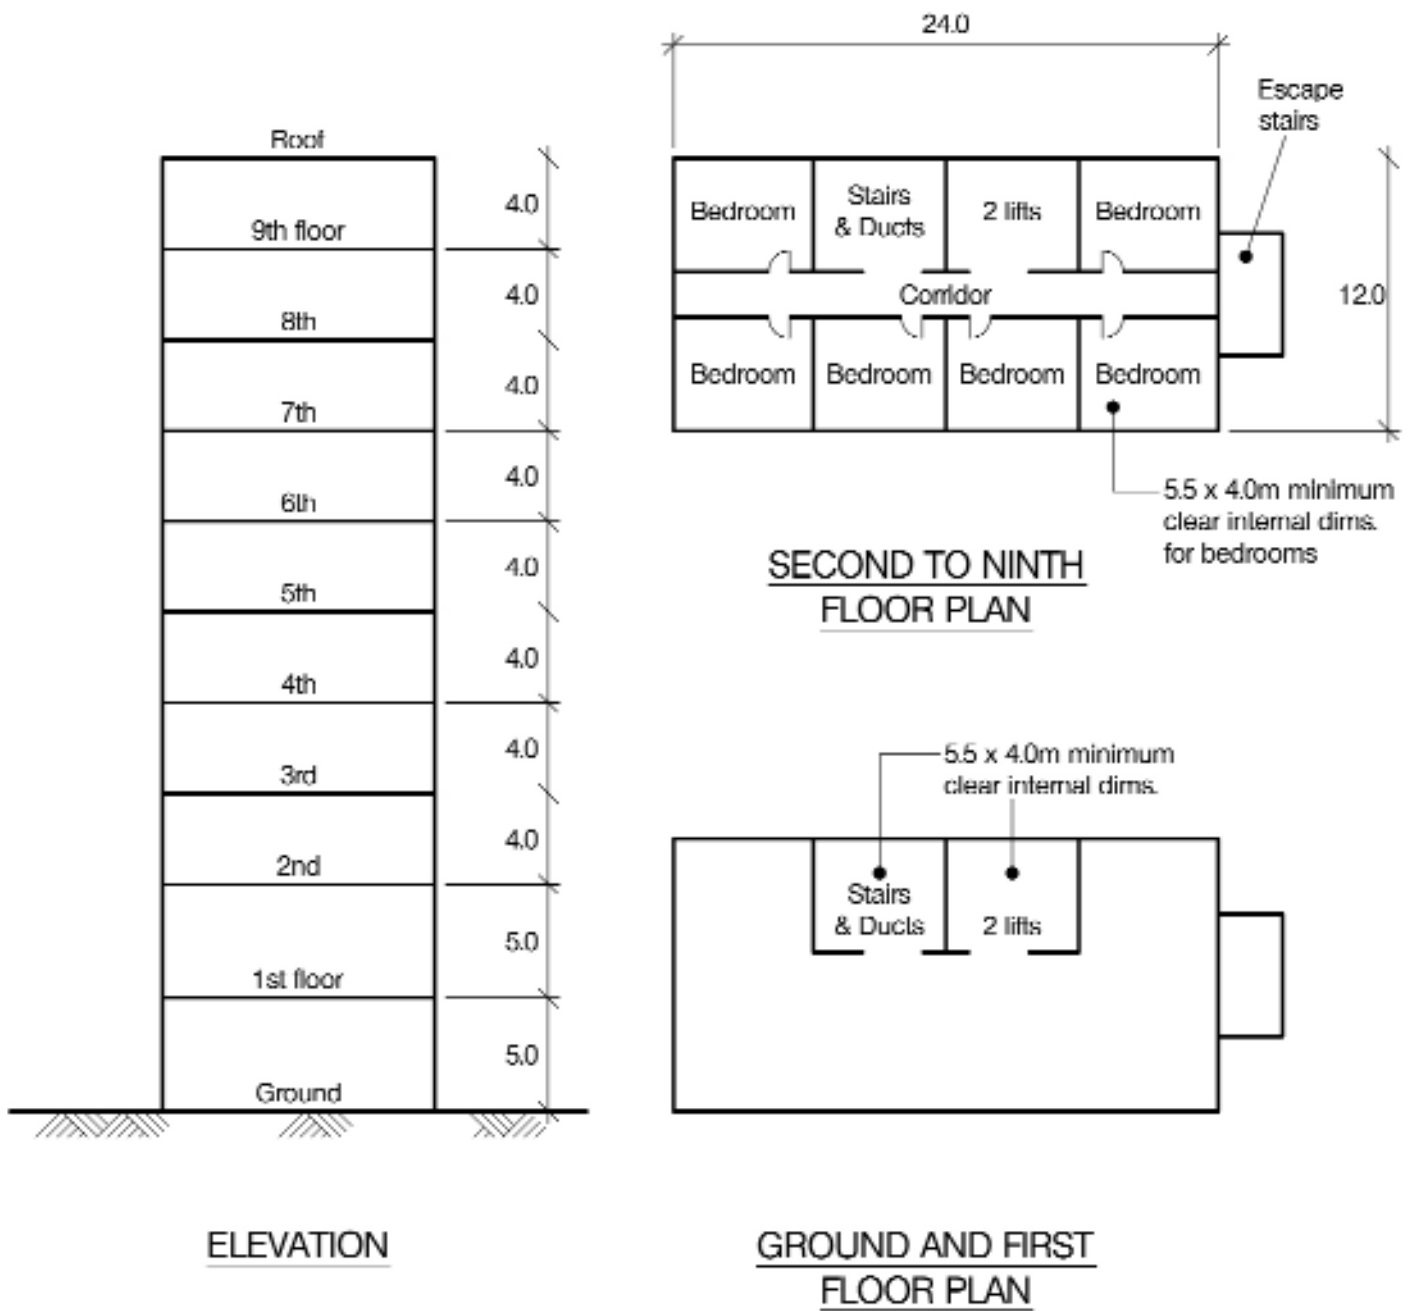 Roof
4.0
9th floor
4.0
8th
4.0
7th
4.0
6th
4.0
5th
4.0
4th
4.0
3rd
4.0
2nd
5.0
1st floor
5.0
Ground
ELEVATION
24.0
Escape
stairs
Bedroom
Stairs
& Ducts
2 lifts
Bedroom
Corridor
12.0
Bedroom
Bedroom
Bedroom
Bedroom
5.5 x 4.0m minimum
clear internal dims.
for bedrooms
SECOND TO NINTH
FLOOR PLAN
5.5 x 4.0m minimum
clear internal dims.
Stairs
& Ducts
2 lifts
GROUND AND FIRST
FLOOR PLAN